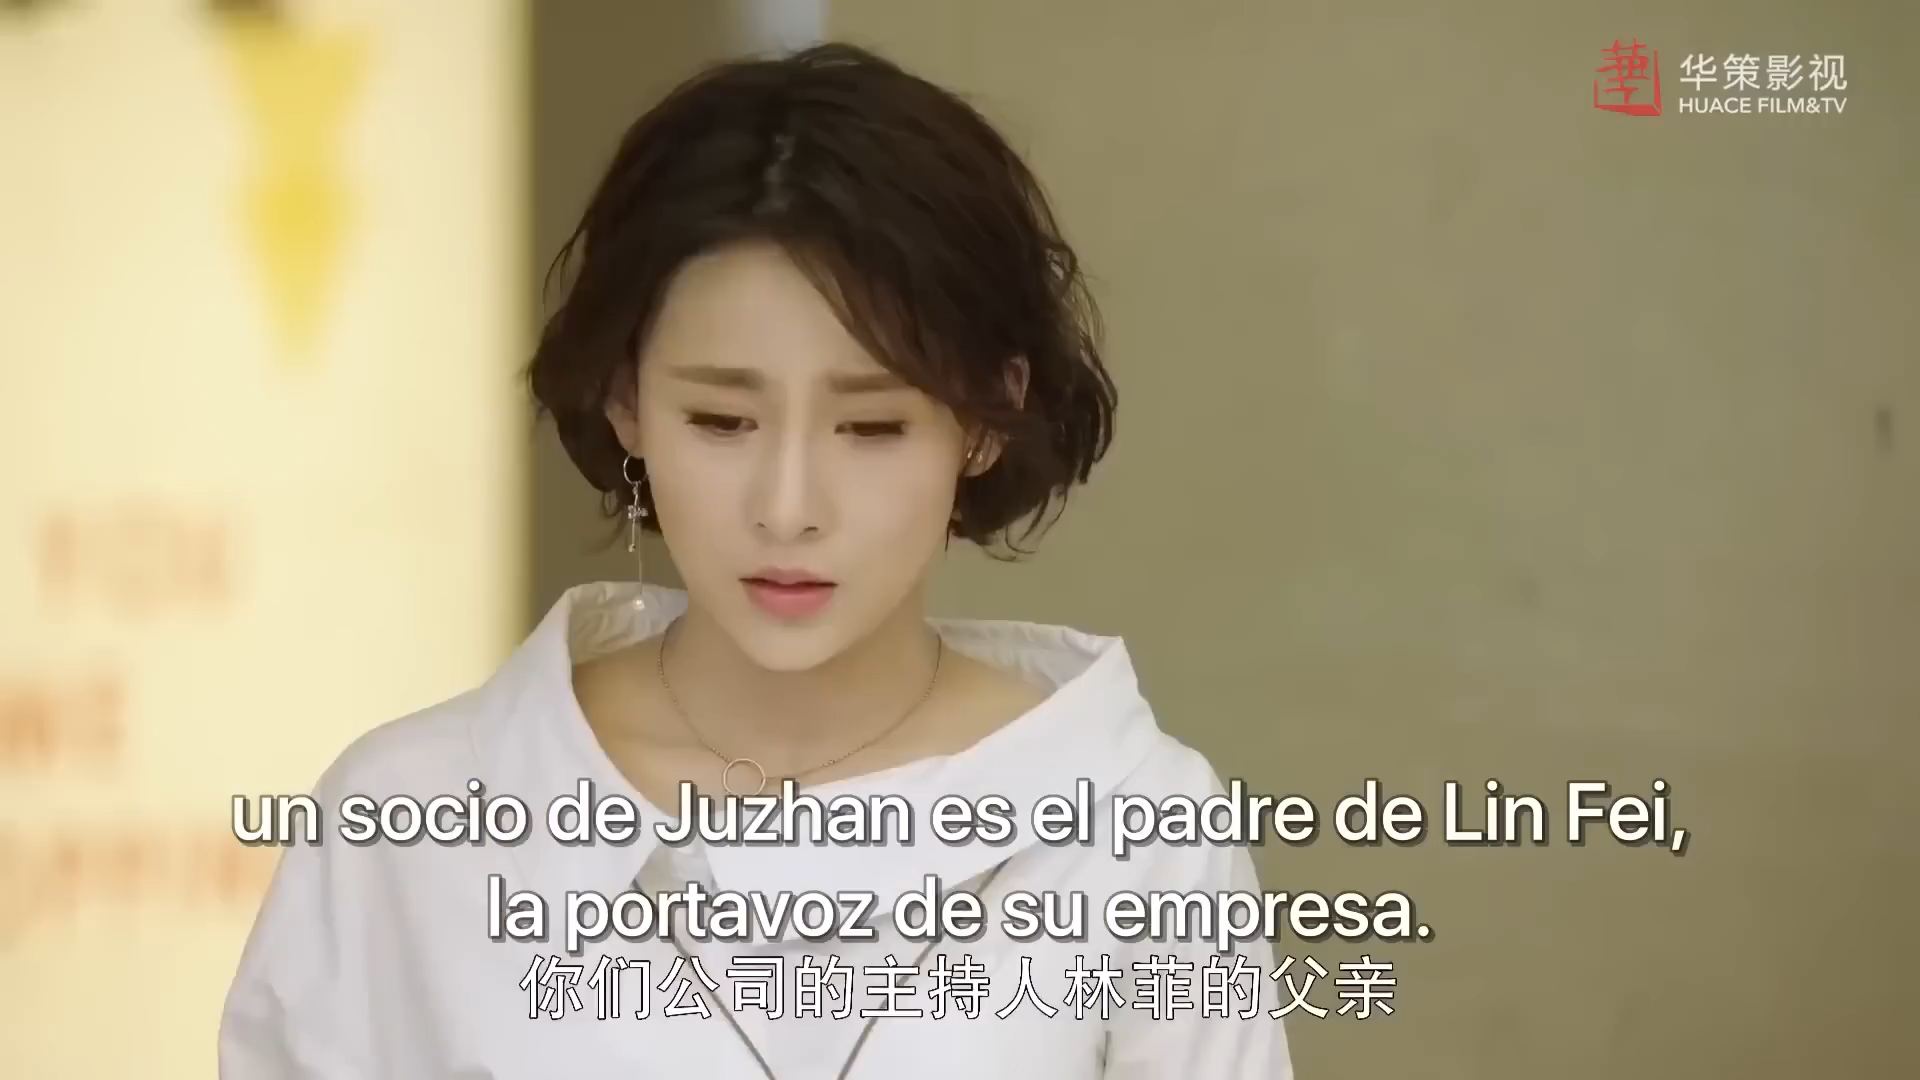 华策影视
HUACE FILM&TV
un socio de Juzhan es el padre de Lin Fei,
la portavoz de su empresa.
你们公司的主持人林菲的父亲